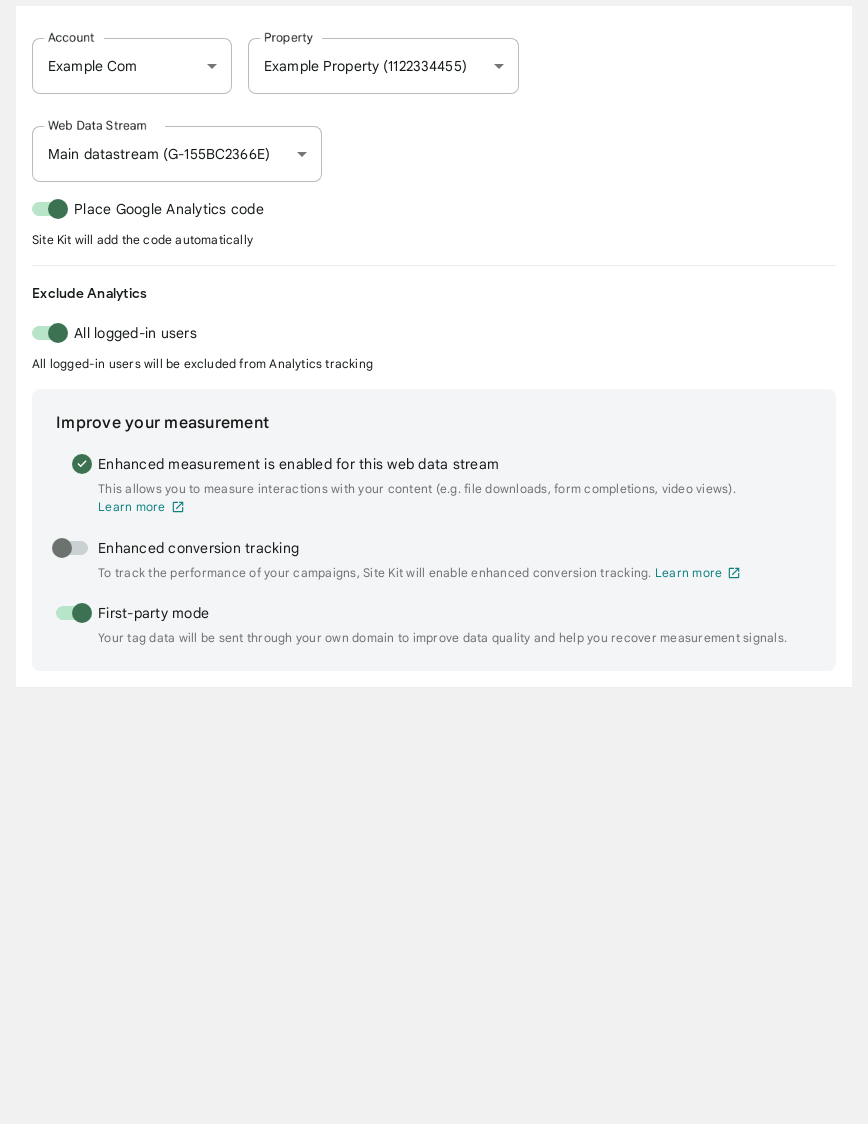 Account
Property
Example Com
Example Property (1122334455)
Web Data Stream
Main datastream (G-155BC2366E)
Place Google Analytics code
Site Kit will add the code automatically
Exclude Analytics
All logged-in users
All logged-in users will be excluded from Analytics tracking
Improve your measurement
Enhanced measurement is enabled for this web data stream
This allows you to measure interactions with your content (e.g. file downloads, form completions, video views).
Learn more
Enhanced conversion tracking
To track the performance of your campaigns, Site Kit will enable enhanced conversion tracking. Learn more
First-party mode
Your tag data will be sent through your own domain to improve data quality and help you recover measurement signals.